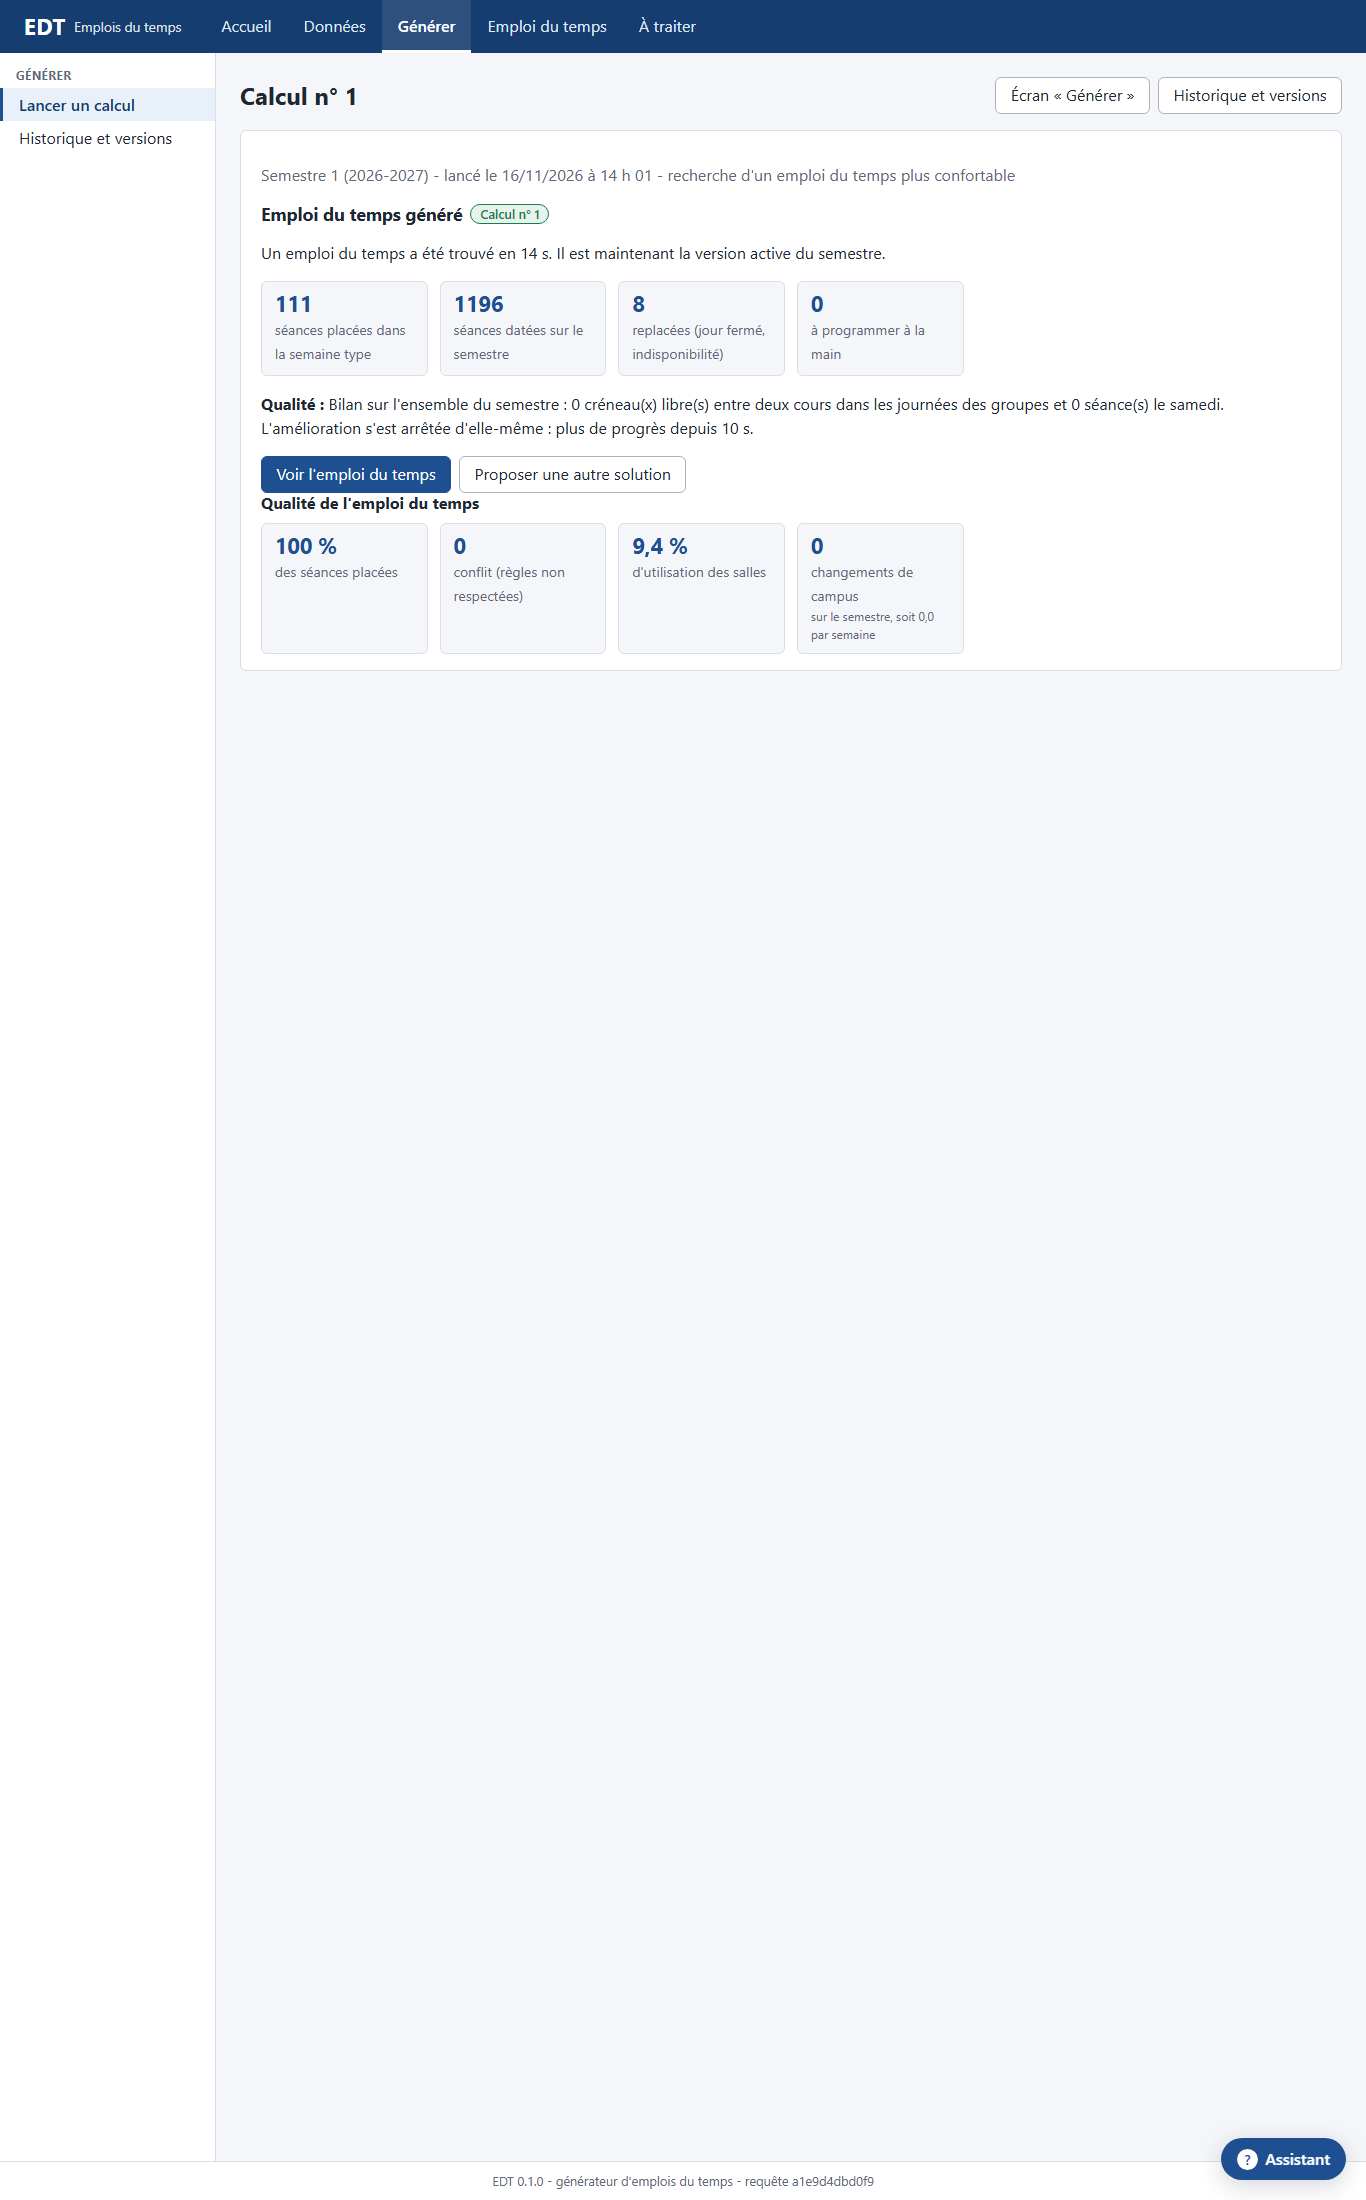 EDT Emplois du temps Accueil Données Générer Emploi du temps À traiter
GÉNÉRER
Lancer un calcul
Historique et versions
Calcul n° 1
Écran « Générer »
Historique et versions
Semestre 1 (2026-2027) - lancé le 16/11/2026 à 14 h 01 - recherche d'un emploi du temps plus confortable
Emploi du temps généré Calcul n° 1
Un emploi du temps a été trouvé en 14 s. Il est maintenant la version active du semestre.
111
séances placées dans
la semaine type
1196
séances datées sur le
semestre
8
replacées (jour fermé,
indisponibilité)
0
à programmer à la
main
Qualité : Bilan sur l'ensemble du semestre : 0 créneau(x) libre(s) entre deux cours dans les journées des groupes et 0 séance(s) le samedi.
L'amélioration s'est arrêtée d'elle-même : plus de progrès depuis 10 s.
Voir l'emploi du temps
Proposer une autre solution
Qualité de l'emploi du temps
100 %
des séances placées
0
conflit (règles non
respectées)
9,4 %
d'utilisation des salles
0
changements de
campus
sur le semestre, soit 0,0
par semaine
? Assistant
EDT 0.1.0 - générateur d'emplois du temps - requête a1e9d4dbd0f9